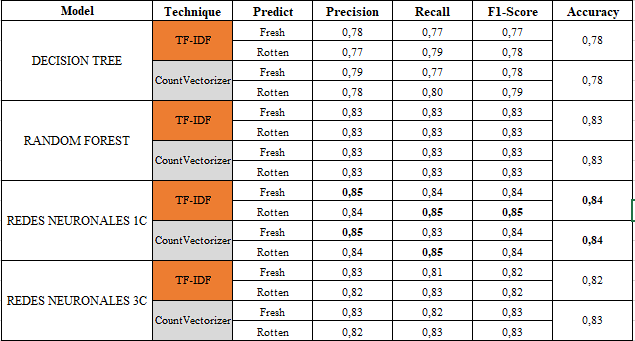 Model Technique Predict Precision Recall F1-Score Accuracy
DECISION TREE TF-IDF Fresh 0,78 0,77 0,77 0,78
Rotten 0,77 0,79 0,78
CountVectorizer Fresh 0,79 0,77 0,78 0,78
Rotten 0,78 0,80 0,79
RANDOM FOREST TF-IDF Fresh 0,83 0,83 0,83 0,83
Rotten 0,83 0,83 0,83
CountVectorizer Fresh 0,83 0,83 0,83 0,83
Rotten 0,83 0,83 0,83
REDES NEURONALES 1C TF-IDF Fresh 0,85 0,84 0,84 0,84
Rotten 0,84 0,85 0,85
CountVectorizer Fresh 0,85 0,83 0,84 0,84
Rotten 0,84 0,85 0,84
REDES NEURONALES 3C TF-IDF Fresh 0,83 0,81 0,82 0,82
Rotten 0,82 0,83 0,82
CountVectorizer Fresh 0,83 0,82 0,83 0,83
Rotten 0,82 0,83 0,83